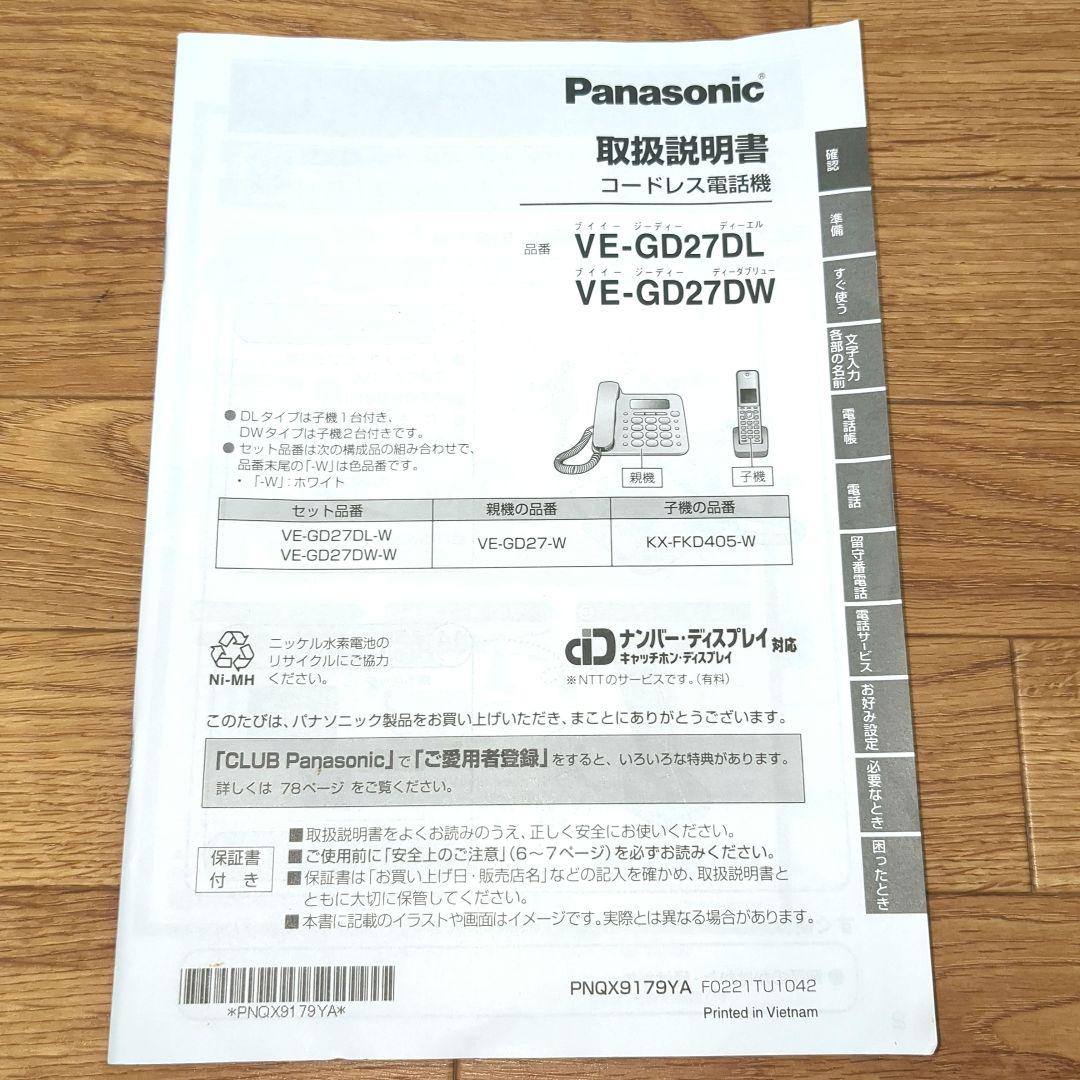 Panasonic®
取扱説明書
コードレス電話機
ブイイー ジーディー ディーエル
品番 VE-GD27DL
ブイイー ジーディー ディーダブリュー
VE-GD27DW
● DLタイプは子機1台付き、
DWタイプは子機2台付きです。
● セット品番は次の構成品の組み合わせで、
品番末尾の「-W」は色品番です。
・「-W」：ホワイト
親機
子機
セット品番 親機の品番 子機の品番
VE-GD27DL-W
VE-GD27DW-W
VE-GD27-W
KX-FKD405-W
Ni-MH
ニッケル水素電池の
リサイクルにご協力
ください。
ナンバー・ディスプレイ対応
キャッチホン・ディスプレイ
※NTTのサービスです。（有料）
このたびは、パナソニック製品をお買い上げいただき、まことにありがとうございます。
「CLUB Panasonic」で「ご愛用者登録」をすると、いろいろな特典があります。
詳しくは 78ページ をご覧ください。
保証書
付き
■ 取扱説明書をよくお読みのうえ、正しく安全にお使いください。
■ ご使用前に「安全上のご注意」（6～7ページ）を必ずお読みください。
■ 保証書は「お買い上げ日・販売店名」などの記入を確かめ、取扱説明書と
ともに大切に保管してください。
■ 本書に記載のイラストや画面はイメージです。実際とは異なる場合があります。
*PNQX9179YA*
PNQX9179YA F0221TU1042
Printed in Vietnam
確認
準備
すぐ使う
文字入力
各部の名前
電話帳
電話
留守番電話
電話サービス
お好み設定
必要なとき
困ったとき